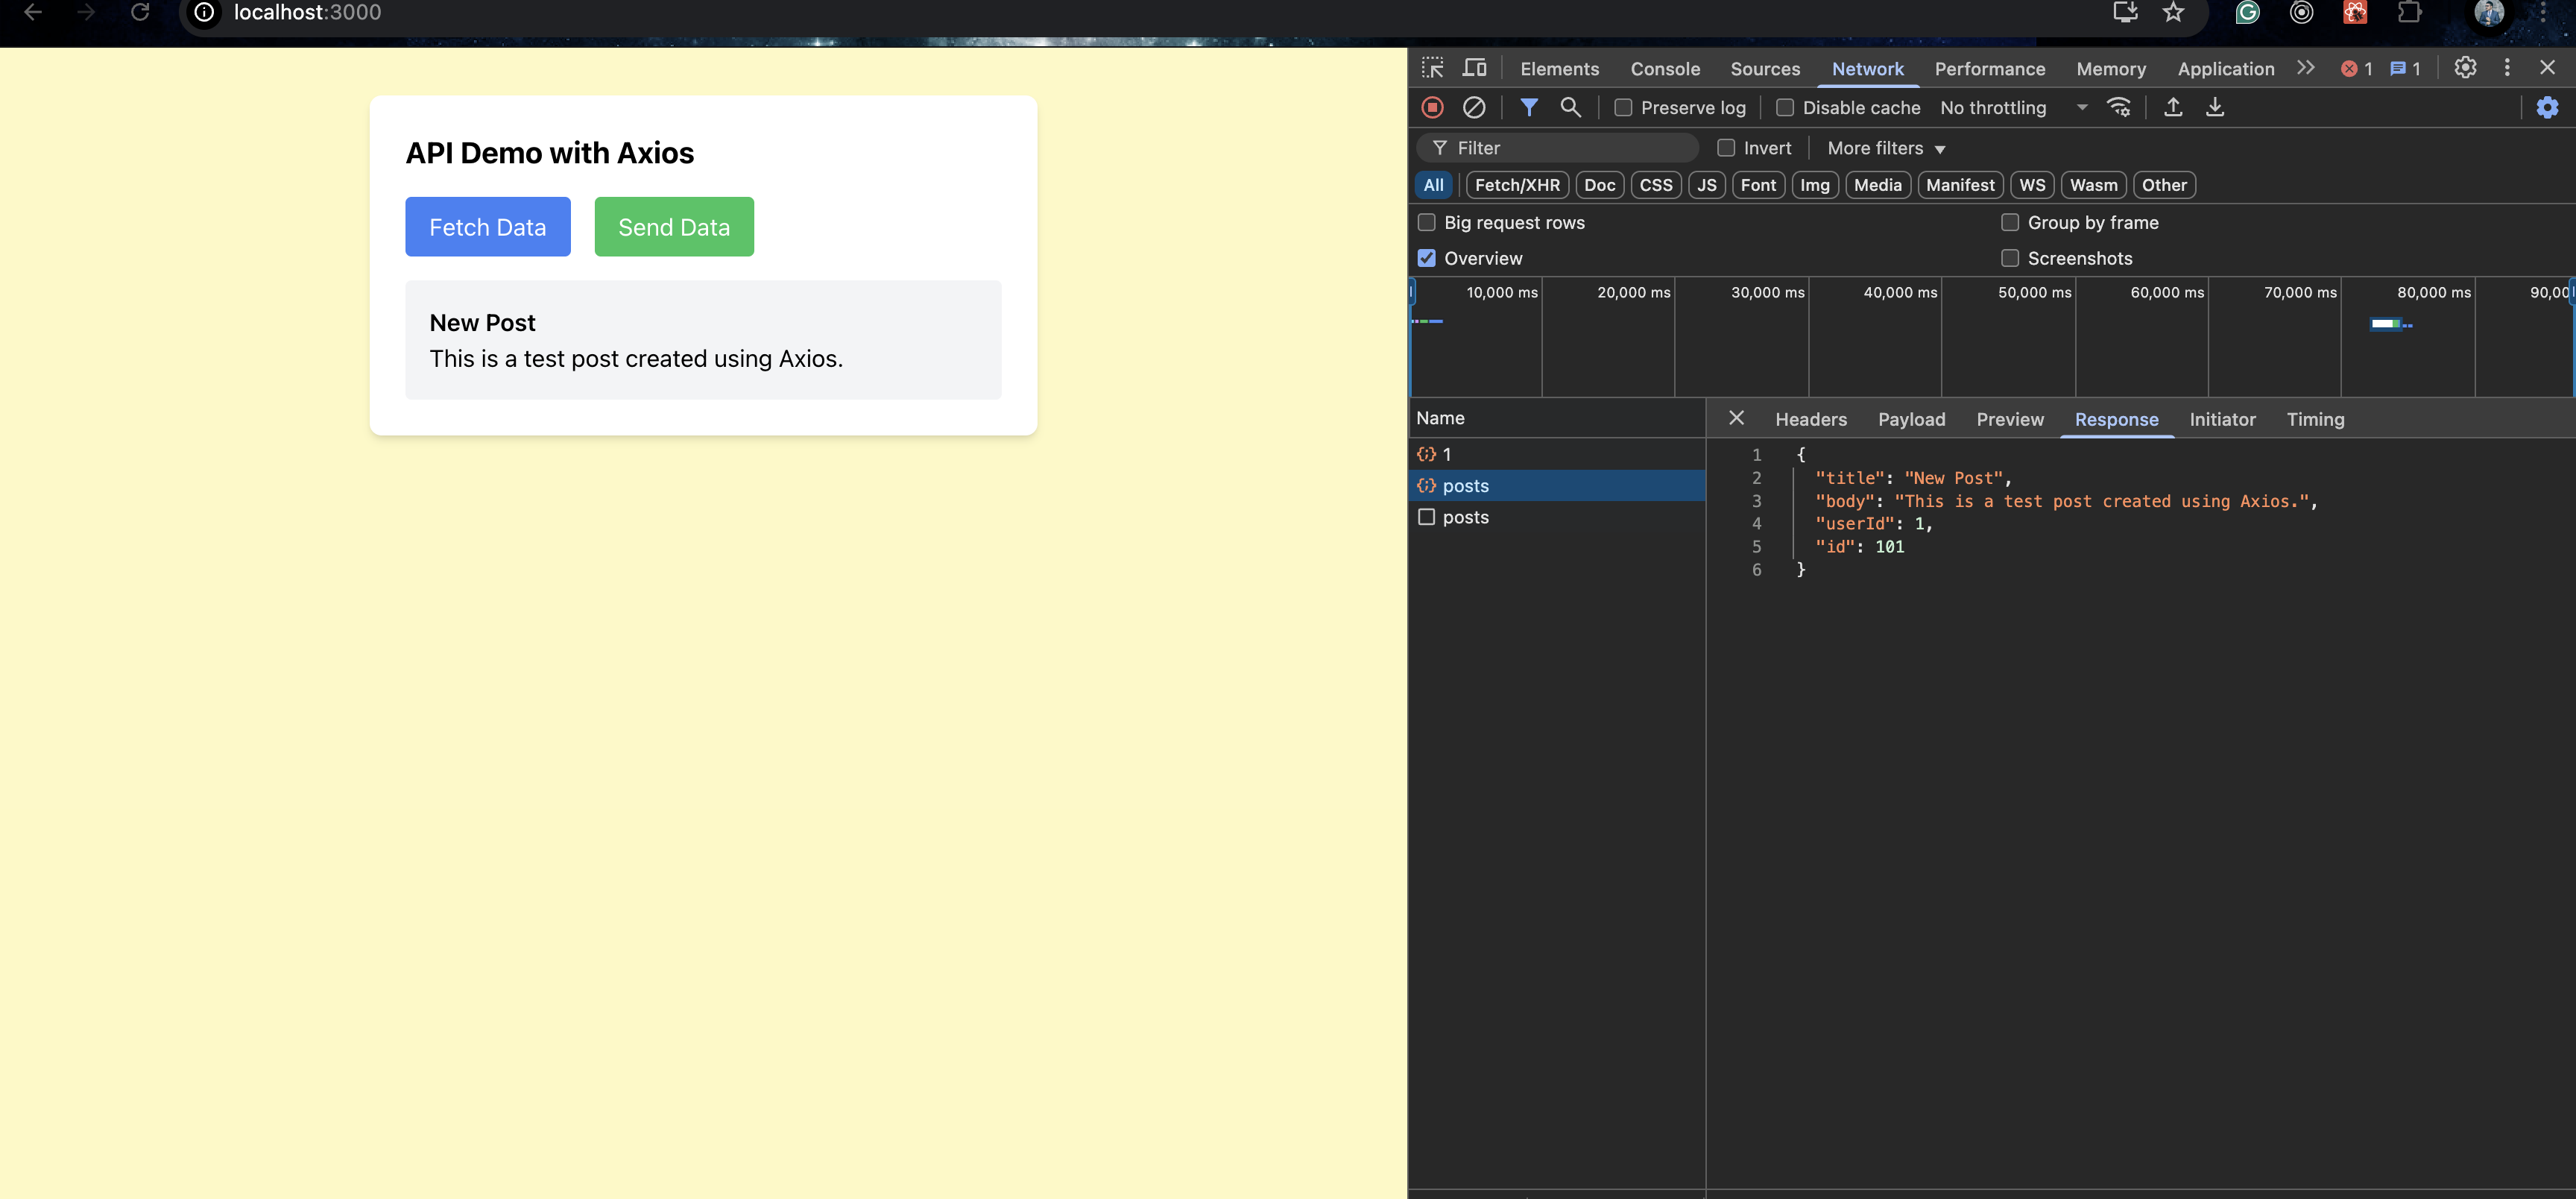 localhost:3000
API Demo with Axios
Fetch Data Send Data
New Post
This is a test post created using Axios.
Elements Console Sources Network Performance Memory Application 1 1
Preserve log Disable cache No throttling
Filter Invert More filters
All Fetch/XHR Doc CSS JS Font Img Media Manifest WS Wasm Other
Big request rows Group by frame
Overview Screenshots
10,000 ms 20,000 ms 30,000 ms 40,000 ms 50,000 ms 60,000 ms 70,000 ms 80,000 ms 90,00
Name Headers Payload Preview Response Initiator Timing
{;} 1
{;} posts
posts
1 {
2 "title": "New Post",
3 "body": "This is a test post created using Axios.",
4 "userId": 1,
5 "id": 101
6 }